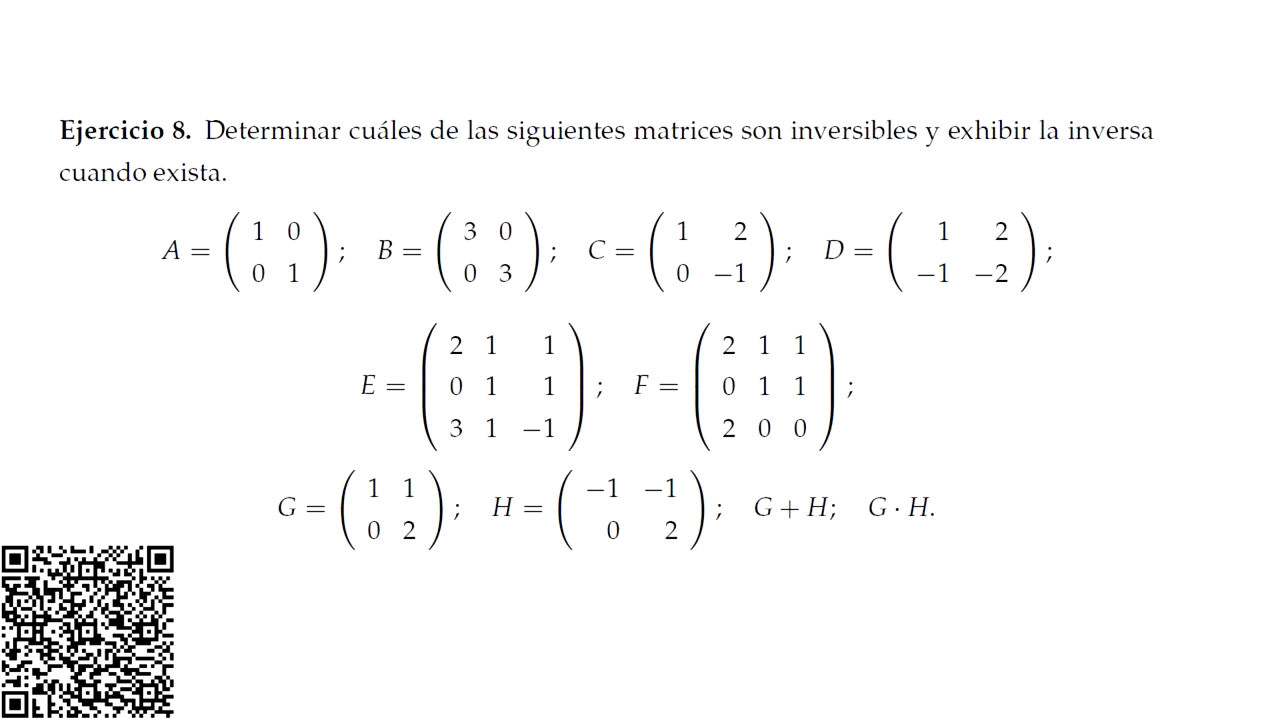 Ejercicio 8. Determinar cuáles de las siguientes matrices son inversibles y exhibir la inversa
cuando exista.
A = ( 1 0 ; 0 1 ) ; B = ( 3 0 ; 0 3 ) ; C = ( 1 2 ; 0 −1 ) ; D = ( 1 2 ; −1 −2 ) ;
E = ( 2 1 1 ; 0 1 1 ; 3 1 −1 ) ; F = ( 2 1 1 ; 0 1 1 ; 2 0 0 ) ;
G = ( 1 1 ; 0 2 ) ; H = ( −1 −1 ; 0 2 ) ; G + H; G · H.